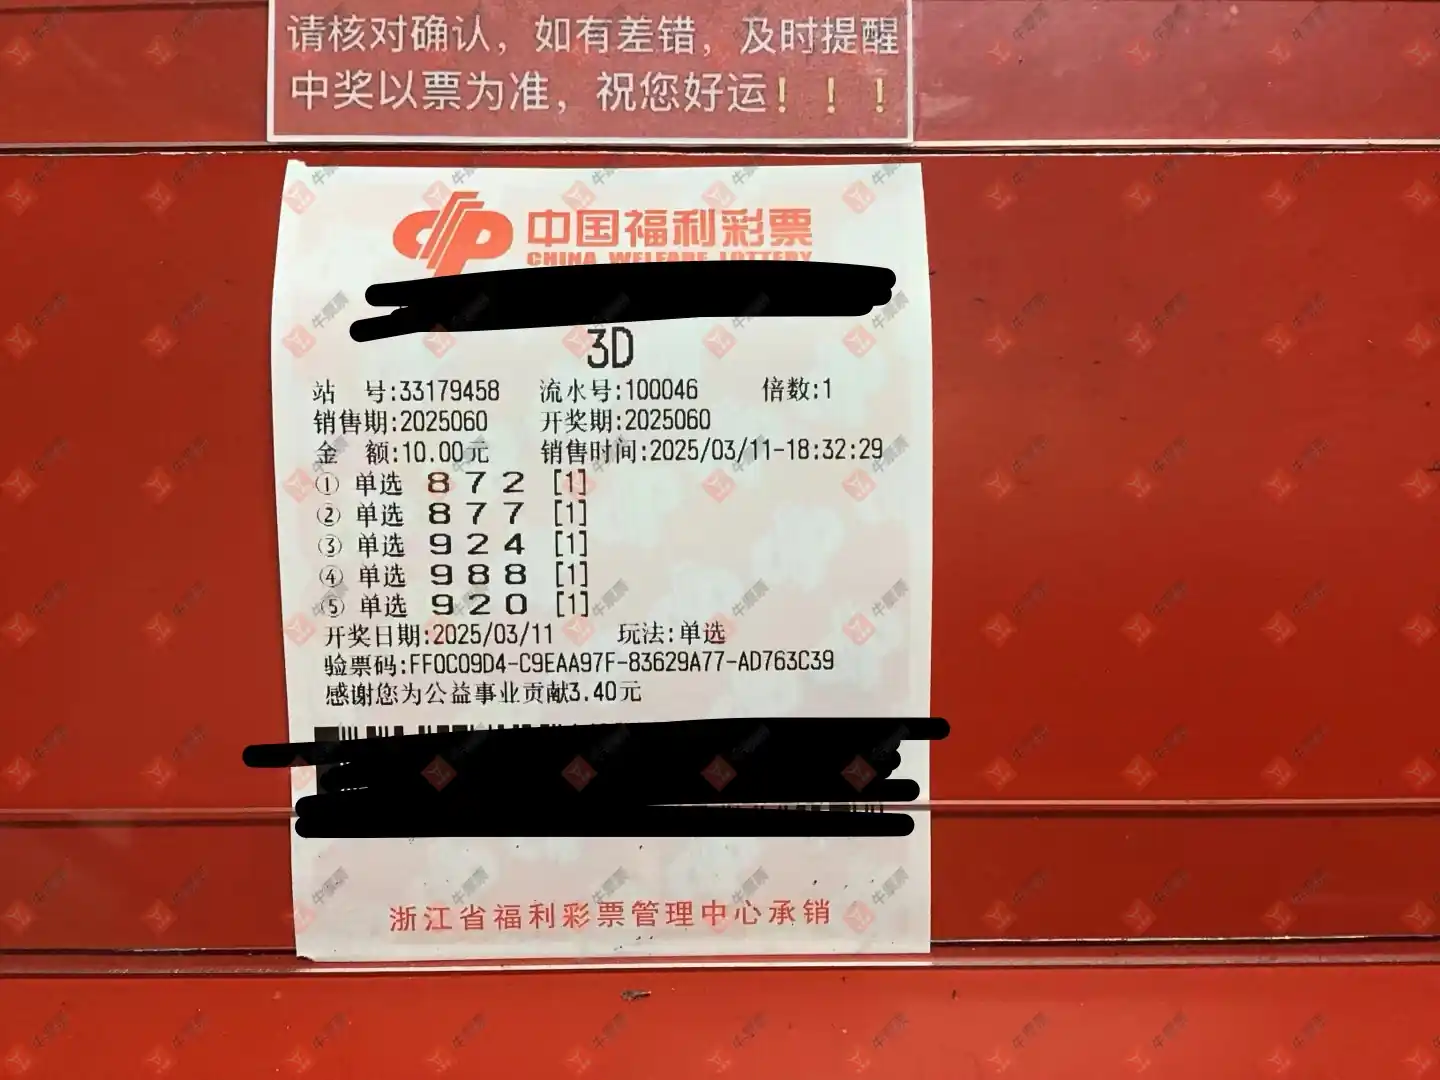 请核对确认，如有差错，及时提醒
中奖以票为准，祝您好运！！！
中国福利彩票
CHINA WELFARE LOTTERY
3D
站 号:33179458 流水号:100046 倍数:1
销售期:2025060 开奖期:2025060
金 额:10.00元 销售时间:2025/03/11-18:32:29
① 单选 8 7 2 [1]
② 单选 8 7 7 [1]
③ 单选 9 2 4 [1]
④ 单选 9 8 8 [1]
⑤ 单选 9 2 0 [1]
开奖日期:2025/03/11 玩法:单选
验票码:FF0C09D4-C9EAA97F-83629A77-AD763C39
感谢您为公益事业贡献3.40元
浙江省福利彩票管理中心承销